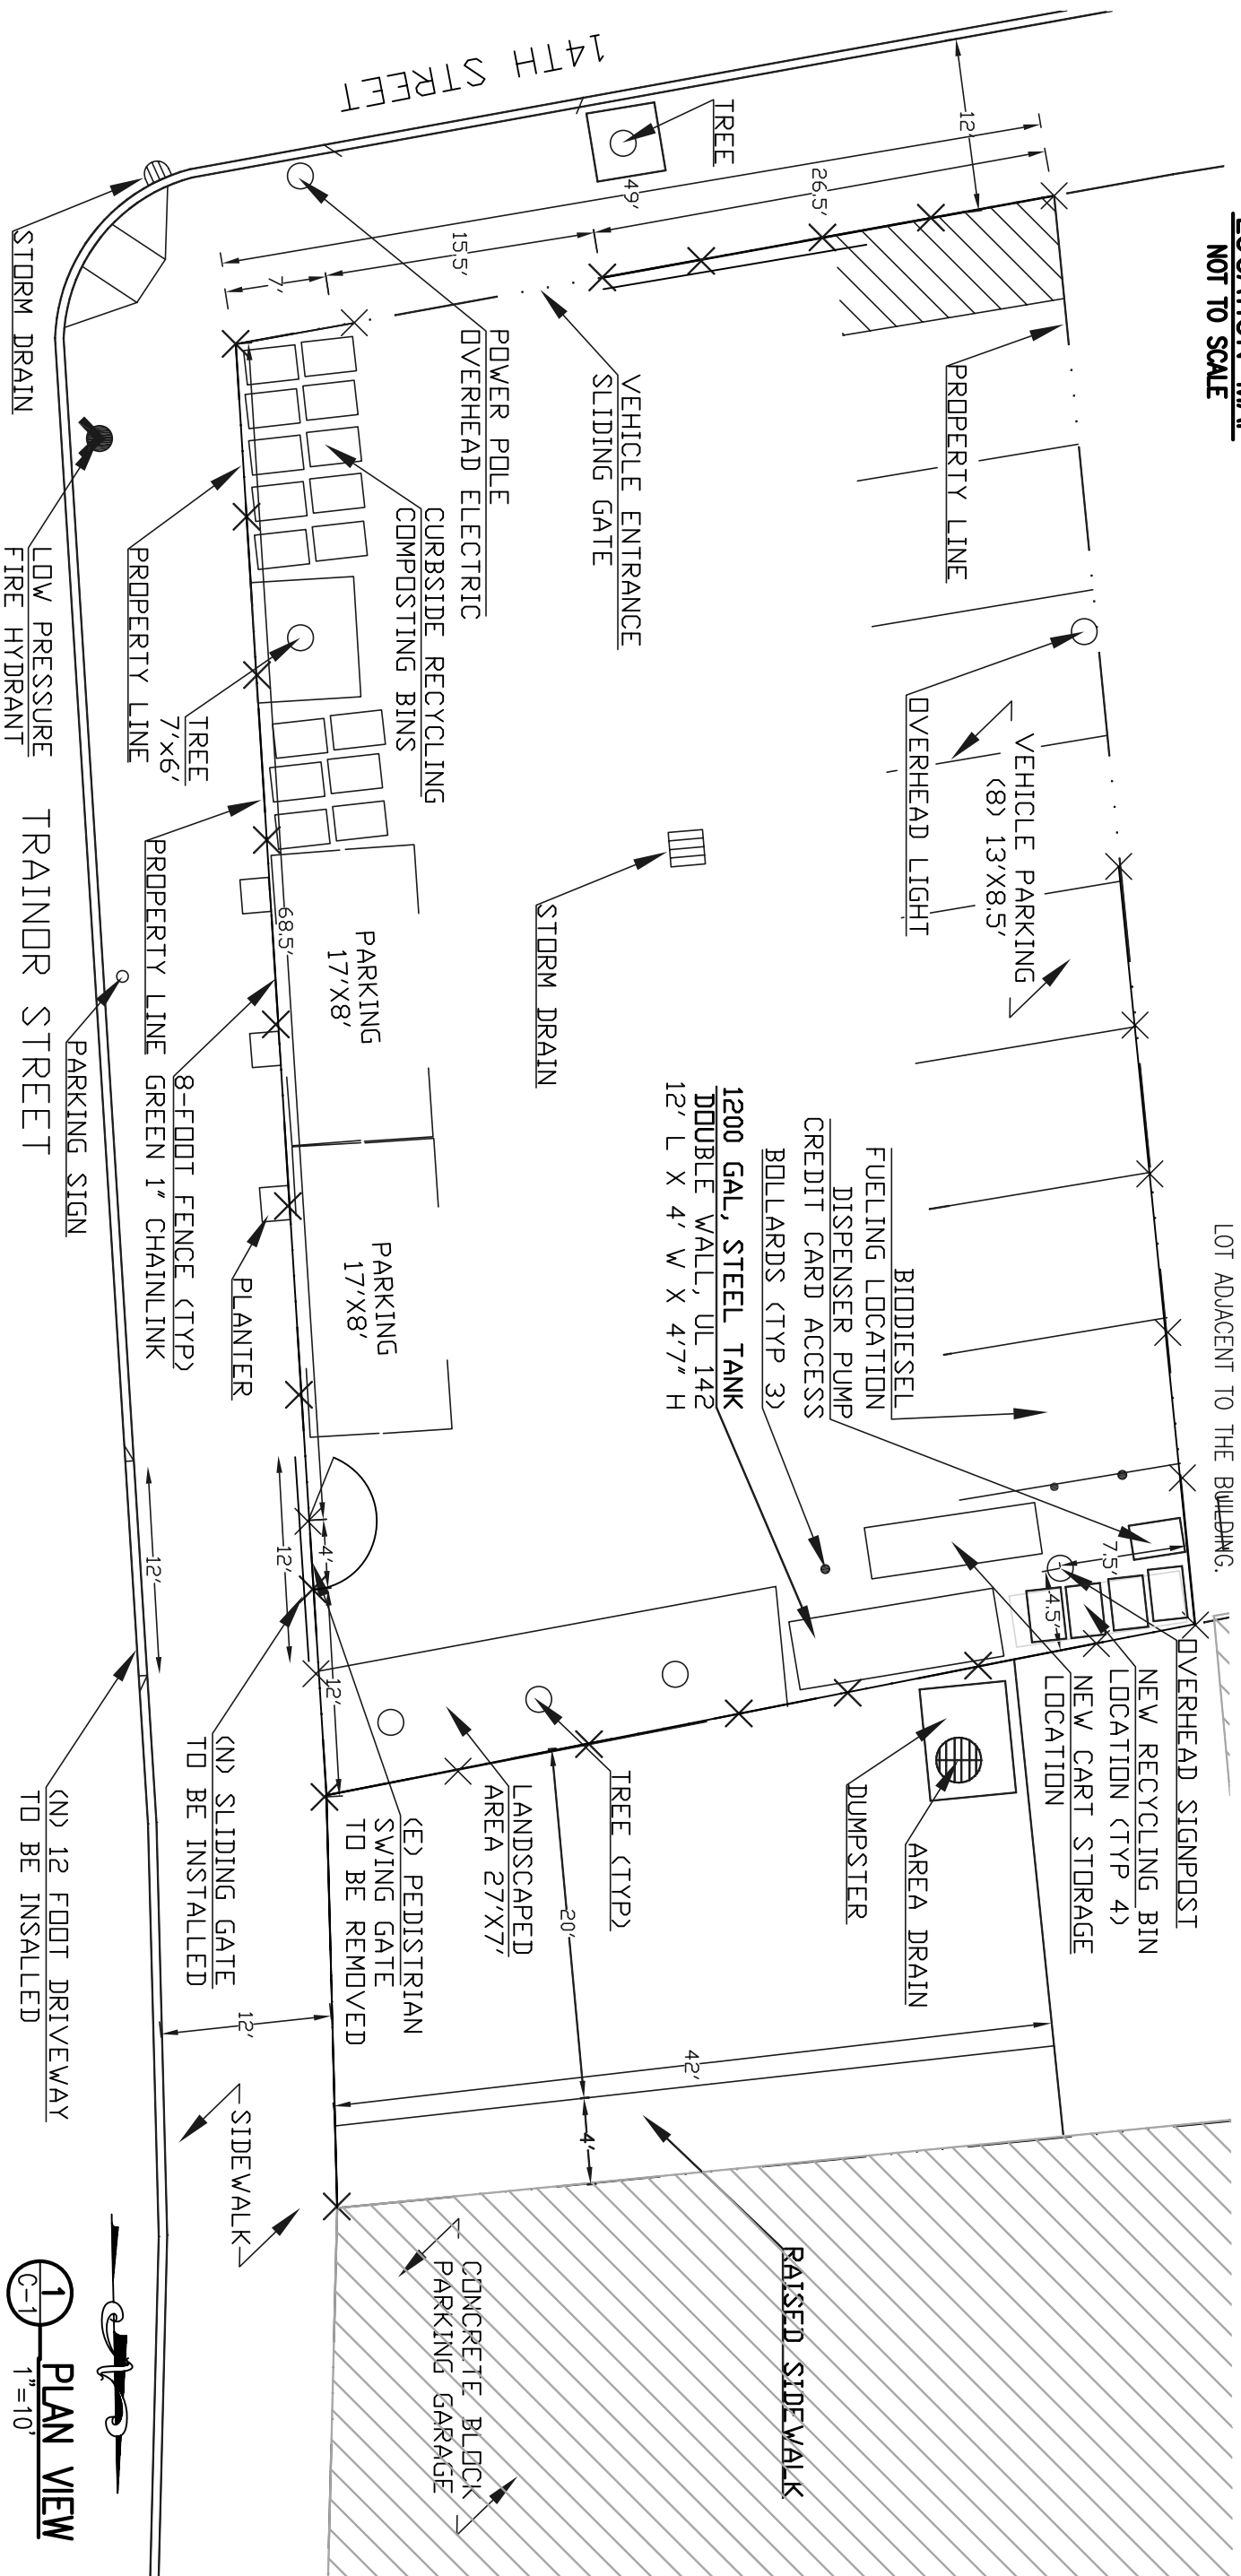 LOCATION MAP
NOT TO SCALE
LOT ADJACENT TO THE BUILDING.
14TH STREET
TREE
12'
49'
26.5'
15.5'
7'
STORM DRAIN
POWER POLE
OVERHEAD ELECTRIC
VEHICLE ENTRANCE
SLIDING GATE
PROPERTY LINE
CURBSIDE RECYCLING
COMPOSTING BINS
LOW PRESSURE
FIRE HYDRANT
PROPERTY LINE
TREE
7'x6'
OVERHEAD LIGHT
VEHICLE PARKING
(8) 13'X8.5'
TRAINOR STREET
PROPERTY LINE
68.5'
PARKING
17'X8'
STORM DRAIN
PARKING SIGN
8-FOOT FENCE (TYP)
GREEN 1" CHAINLINK
PLANTER
PARKING
17'X8'
BIODIESEL
FUELING LOCATION
DISPENSER PUMP
CREDIT CARD ACCESS
BOLLARDS (TYP 3)
1200 GAL, STEEL TANK
DOUBLE WALL, UL 142
12' L X 4' W X 4'7" H
7.5'
4.5'
4'
12'
12'
12'
OVERHEAD SIGNPOST
NEW RECYCLING BIN
LOCATION (TYP 4)
NEW CART STORAGE
LOCATION
AREA DRAIN
DUMPSTER
TREE (TYP)
LANDSCAPED
AREA 27'X7'
(E) PEDISTRIAN
SWING GATE
TO BE REMOVED
(N) SLIDING GATE
TO BE INSTALLED
(N) 12 FOOT DRIVEWAY
TO BE INSALLED
20'
42'
4'
12'
SIDEWALK
RAISED SIDEWALK
CONCRETE BLOCK
PARKING GARAGE
1
C-1
PLAN VIEW
1"=10'